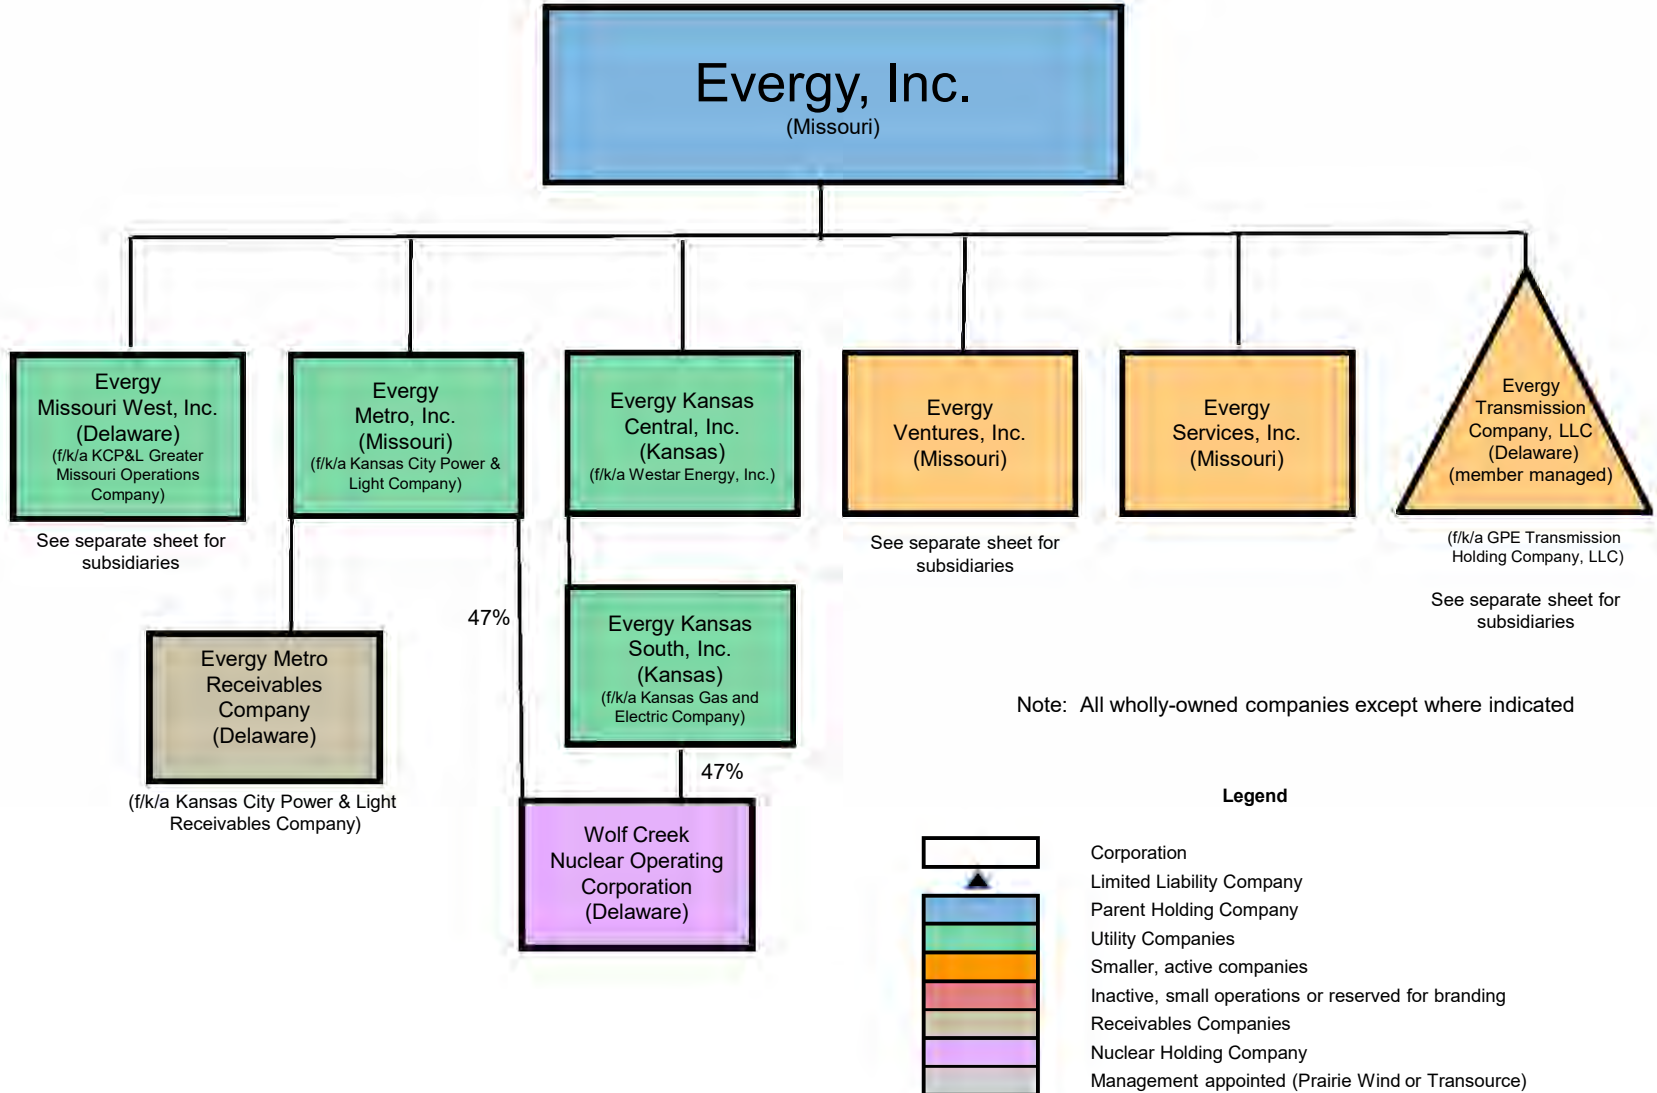 Evergy, Inc.
(Missouri)
Evergy
Missouri West, Inc.
(Delaware)
(f/k/a KCP&L Greater
Missouri Operations
Company)
See separate sheet for
subsidiaries
Evergy
Metro, Inc.
(Missouri)
(f/k/a Kansas City Power &
Light Company)
Evergy Kansas
Central, Inc.
(Kansas)
(f/k/a Westar Energy, Inc.)
Evergy
Ventures, Inc.
(Missouri)
See separate sheet for
subsidiaries
Evergy
Services, Inc.
(Missouri)
Evergy
Transmission
Company, LLC
(Delaware)
(member managed)
(f/k/a GPE Transmission
Holding Company, LLC)
See separate sheet for
subsidiaries
47%
Evergy Metro
Receivables
Company
(Delaware)
(f/k/a Kansas City Power & Light
Receivables Company)
Evergy Kansas
South, Inc.
(Kansas)
(f/k/a Kansas Gas and
Electric Company)
47%
Wolf Creek
Nuclear Operating
Corporation
(Delaware)
Note: All wholly-owned companies except where indicated
Legend
Corporation
Limited Liability Company
Parent Holding Company
Utility Companies
Smaller, active companies
Inactive, small operations or reserved for branding
Receivables Companies
Nuclear Holding Company
Management appointed (Prairie Wind or Transource)